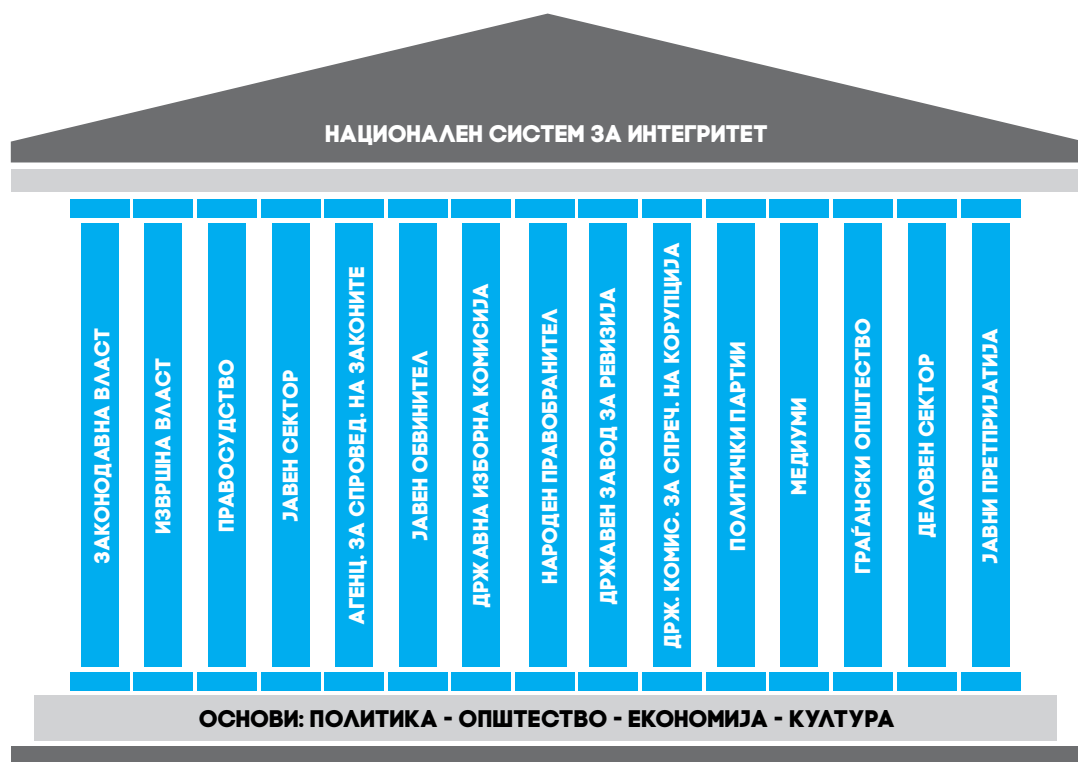 НАЦИОНАЛЕН СИСТЕМ ЗА ИНТЕГРИТЕТ
ЗАКОНОДАВНА ВЛАСТ
ИЗВРШНА ВЛАСТ
ПРАВОСУДСТВО
ЈАВЕН СЕКТОР
АГЕНЦ. ЗА СПРОВЕД. НА ЗАКОНИТЕ
ЈАВЕН ОБВИНИТЕЛ
ДРЖАВНА ИЗБОРНА КОМИСИЈА
НАРОДЕН ПРАВОБРАНИТЕЛ
ДРЖАВЕН ЗАВОД ЗА РЕВИЗИЈА
ДРЖ. КОМИС. ЗА СПРЕЧ. НА КОРУПЦИЈА
ПОЛИТИЧКИ ПАРТИИ
МЕДИУМИ
ГРАЃАНСКИ ОПШТЕСТВО
ДЕЛОВЕН СЕКТОР
ЈАВНИ ПРЕТПРИЈАТИЈА
ОСНОВИ: ПОЛИТИКА - ОПШТЕСТВО - ЕКОНОМИЈА - КУЛТУРА